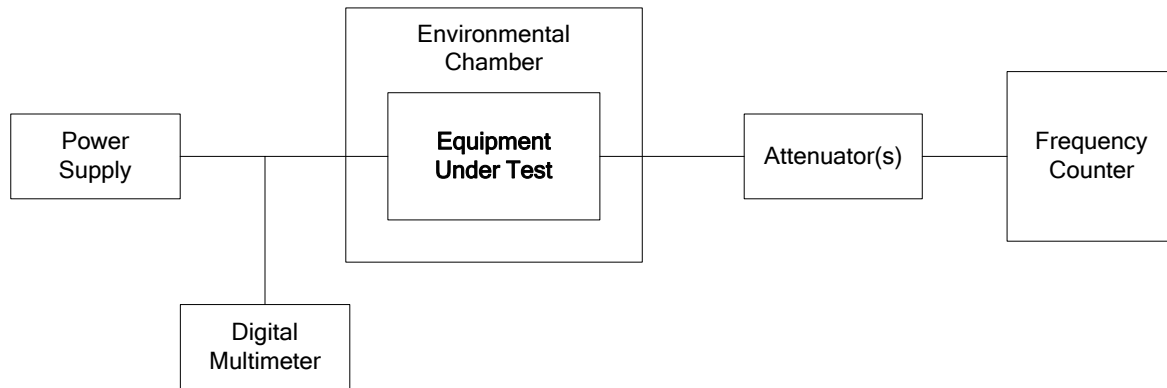 Environmental
Chamber
Power
Supply
Equipment
Under Test
Attenuator(s)
Frequency
Counter
Digital
Multimeter